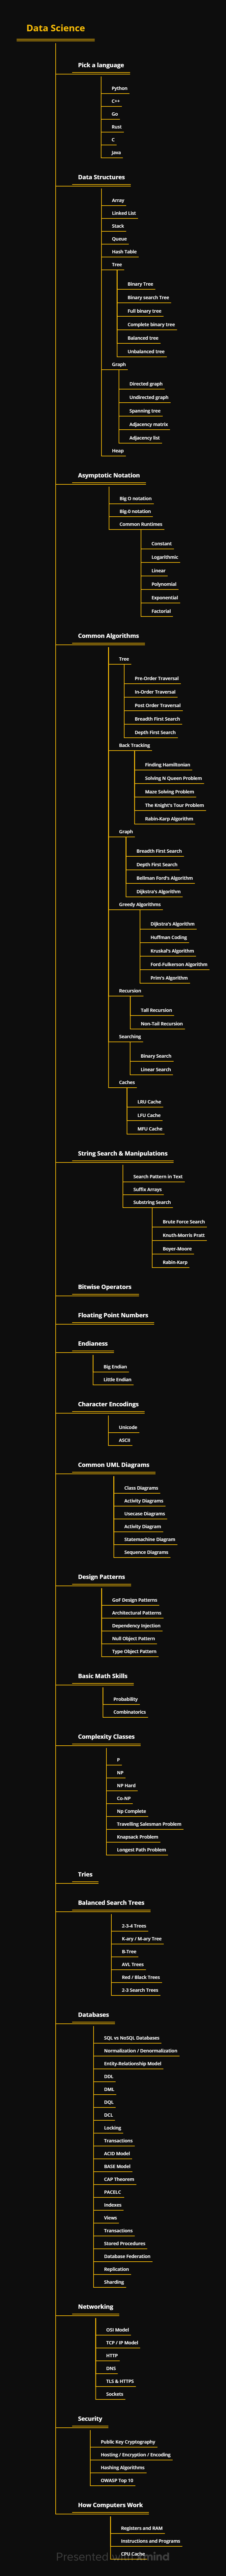 Data Science
Pick a language
Python
C++
Go
Rust
C
Java
Data Structures
Array
Linked List
Stack
Queue
Hash Table
Tree
Binary Tree
Binary search Tree
Full binary tree
Complete binary tree
Balanced tree
Unbalanced tree
Graph
Directed graph
Undirected graph
Spanning tree
Adjacency matrix
Adjacency list
Heap
Asymptotic Notation
Big O notation
Big-θ notation
Common Runtimes
Constant
Logarithmic
Linear
Polynomial
Exponential
Factorial
Common Algorithms
Tree
Pre-Order Traversal
In-Order Traversal
Post Order Traversal
Breadth First Search
Depth First Search
Back Tracking
Finding Hamiltonian
Solving N Queen Problem
Maze Solving Problem
The Knight's Tour Problem
Rabin-Karp Algorithm
Graph
Breadth First Search
Depth First Search
Bellman Ford's Algorithm
Dijkstra's Algorithm
Greedy Algorithms
Dijkstra's Algorithm
Huffman Coding
Kruskal's Algorithm
Ford-Fulkerson Algorithm
Prim's Algorithm
Recursion
Tail Recursion
Non-Tail Recursion
Searching
Binary Search
Linear Search
Caches
LRU Cache
LFU Cache
MFU Cache
String Search & Manipulations
Search Pattern in Text
Suffix Arrays
Substring Search
Brute Force Search
Knuth-Morris Pratt
Boyer-Moore
Rabin-Karp
Bitwise Operators
Floating Point Numbers
Endianess
Big Endian
Little Endian
Character Encodings
Unicode
ASCII
Common UML Diagrams
Class Diagrams
Activity Diagrams
Usecase Diagrams
Activity Diagram
Statemachine Diagram
Sequence Diagrams
Design Patterns
GoF Design Patterns
Architectural Patterns
Dependency Injection
Null Object Pattern
Type Object Pattern
Basic Math Skills
Probability
Combinatorics
Complexity Classes
P
NP
NP Hard
Co-NP
Np Complete
Travelling Salesman Problem
Knapsack Problem
Longest Path Problem
Tries
Balanced Search Trees
2-3-4 Trees
K-ary / M-ary Tree
B-Tree
AVL Trees
Red / Black Trees
2-3 Search Trees
Databases
SQL vs NoSQL Databases
Normalization / Denormalization
Entity-Relationship Model
DDL
DML
DQL
DCL
Locking
Transactions
ACID Model
BASE Model
CAP Theorem
PACELC
Indexes
Views
Transactions
Stored Procedures
Database Federation
Replication
Sharding
Networking
OSI Model
TCP / IP Model
HTTP
DNS
TLS & HTTPS
Sockets
Security
Public Key Cryptography
Hosting / Encryption / Encoding
Hashing Algorithms
OWASP Top 10
How Computers Work
Registers and RAM
Instructions and Programs
CPU Cache
Presented with xmind